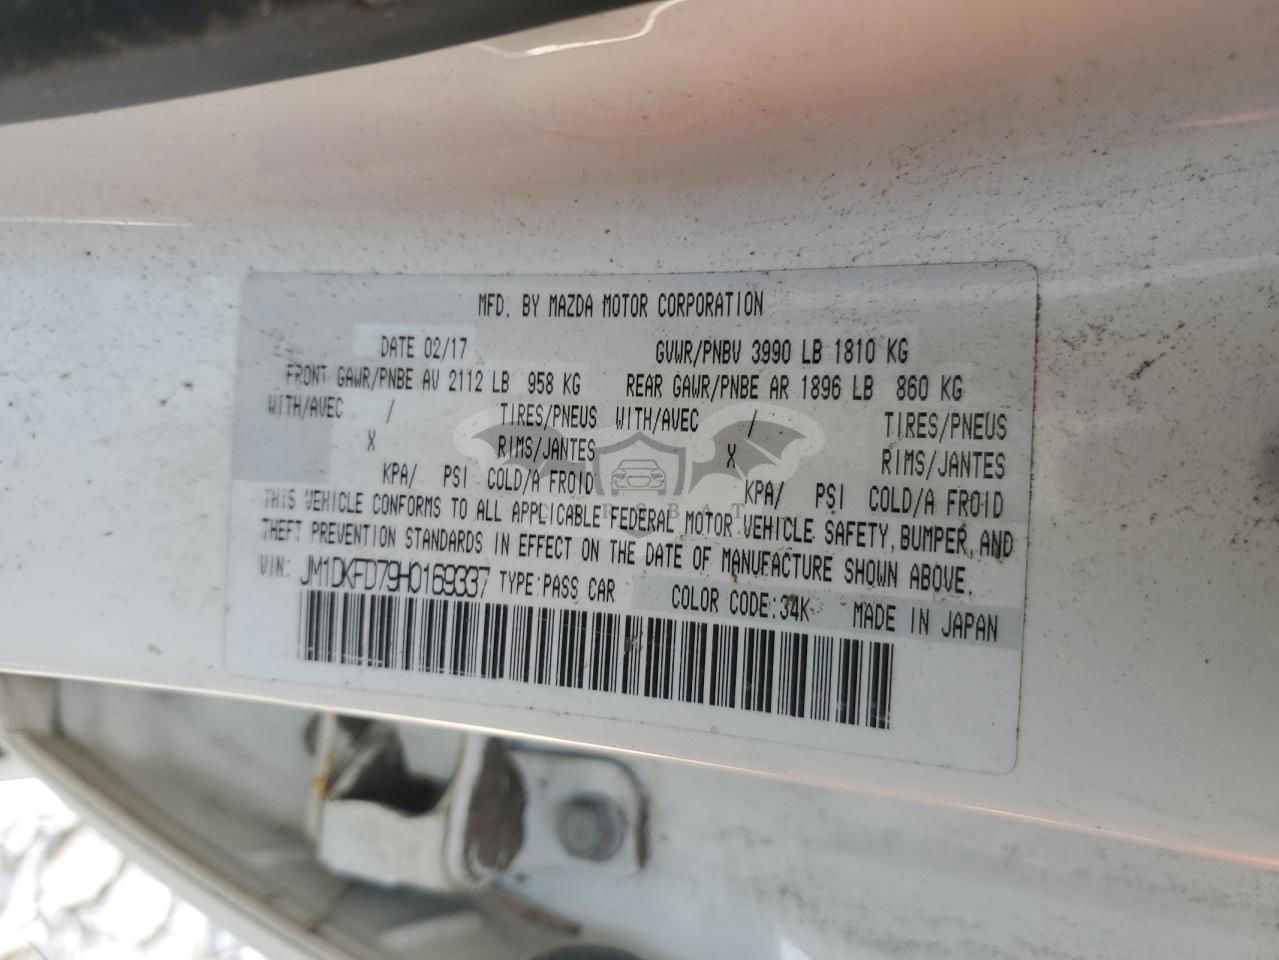 MFD. BY MAZDA MOTOR CORPORATION
DATE 02/17 GVWR/PNBV 3990 LB 1810 KG
FRONT GAWR/PNBE AV 2112 LB 958 KG REAR GAWR/PNBE AR 1896 LB 860 KG
WITH/AVEC / TIRES/PNEUS WITH/AVEC / TIRES/PNEUS
X RIMS/JANTES X RIMS/JANTES
KPA/ PSI COLD/A FROID KPA/ PSI COLD/A FROID
THIS VEHICLE CONFORMS TO ALL APPLICABLE FEDERAL MOTOR VEHICLE SAFETY, BUMPER, AND
THEFT PREVENTION STANDARDS IN EFFECT ON THE DATE OF MANUFACTURE SHOWN ABOVE.
VIN: JM1DKFD79H0169337 TYPE:PASS CAR COLOR CODE:34K MADE IN JAPAN